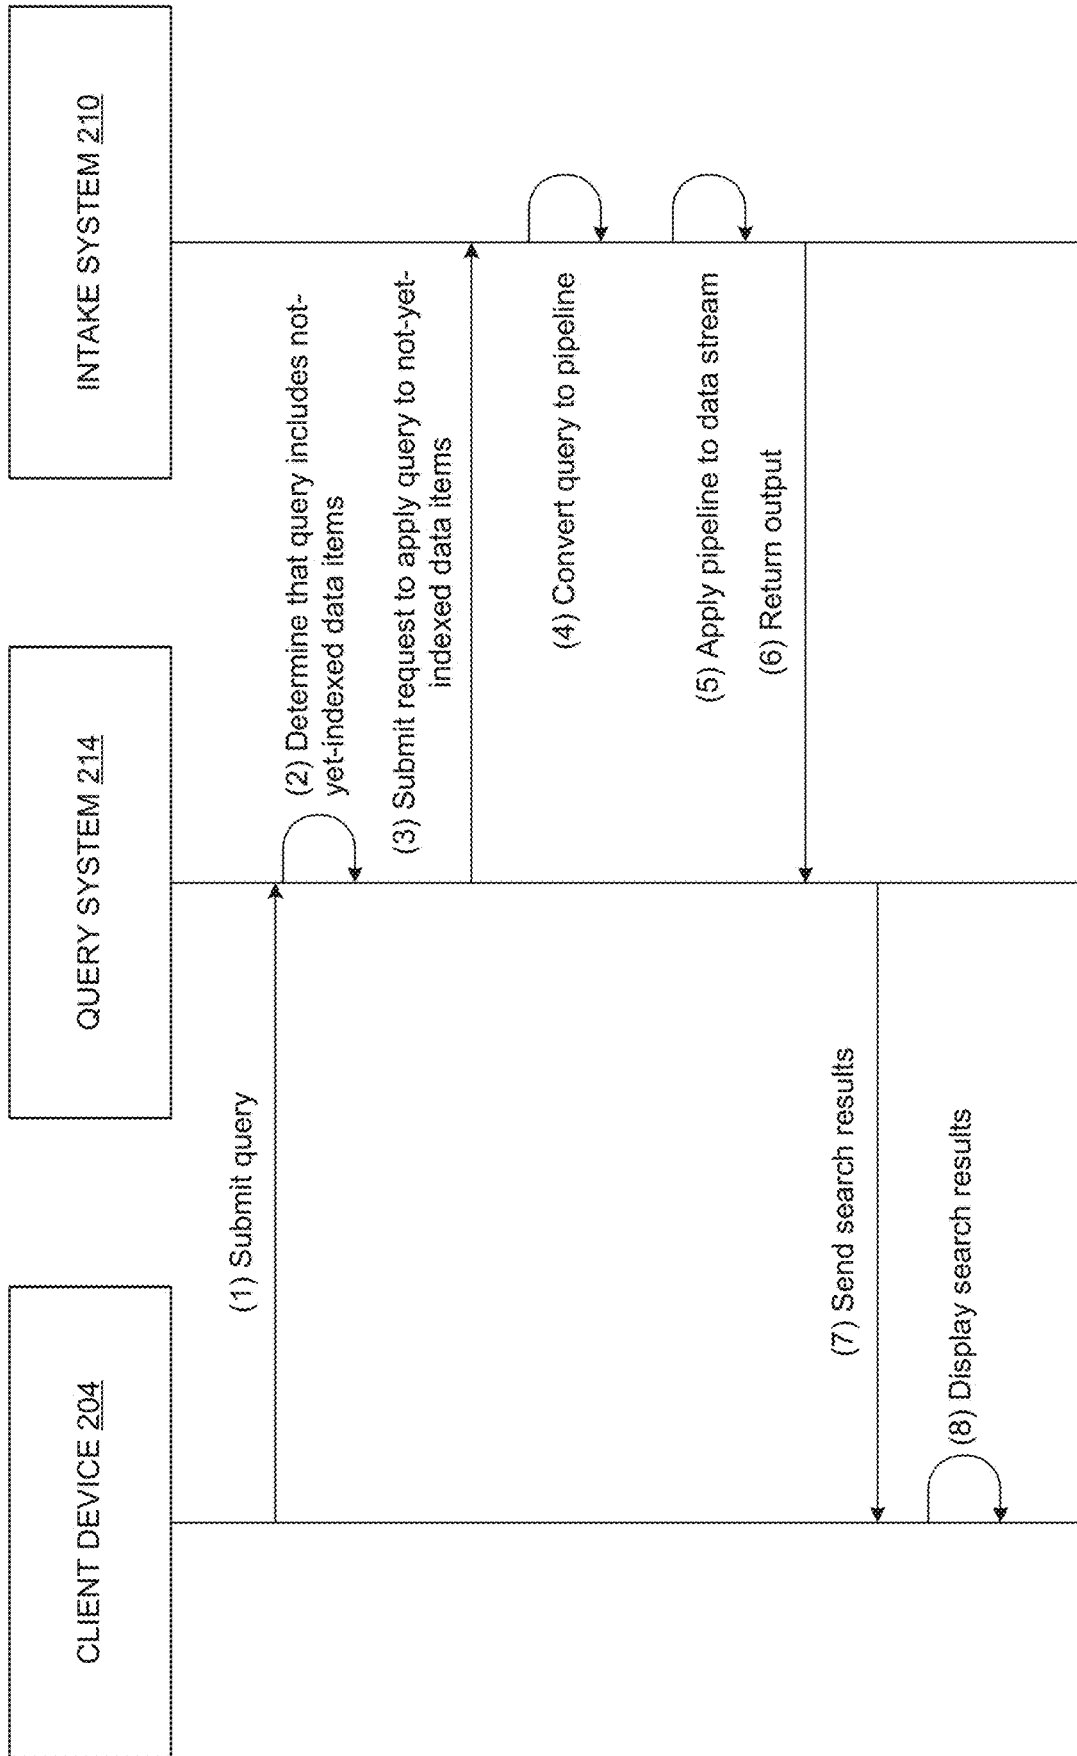 CLIENT DEVICE 204
QUERY SYSTEM 214
INTAKE SYSTEM 210
(1) Submit query
(2) Determine that query includes not-
yet-indexed data items
(3) Submit request to apply query to not-yet-
indexed data items
(4) Convert query to pipeline
(5) Apply pipeline to data stream
(6) Return output
(7) Send search results
(8) Display search results